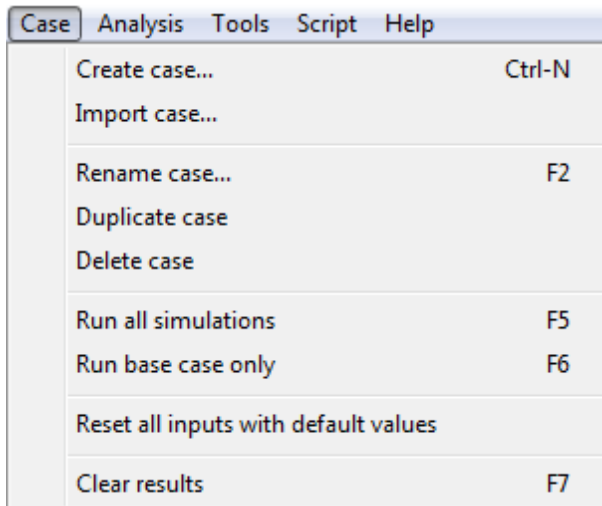 Case Analysis Tools Script Help
Create case... Ctrl-N
Import case...
Rename case... F2
Duplicate case
Delete case
Run all simulations F5
Run base case only F6
Reset all inputs with default values
Clear results F7